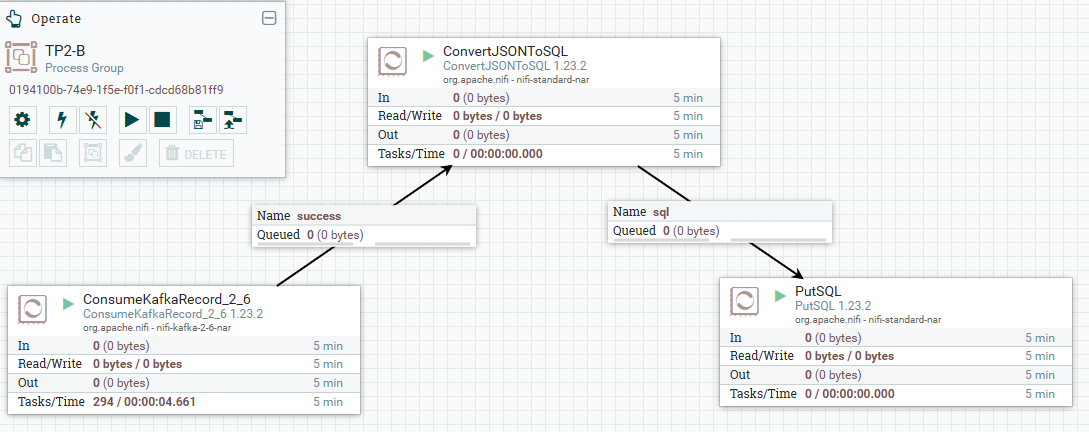 Operate
TP2-B
Process Group
0194100b-74e9-1f5e-f0f1-cdcd68b81ff9
DELETE
ConvertJSONToSQL
ConvertJSONToSQL 1.23.2
org.apache.nifi - nifi-standard-nar
In 0 (0 bytes) 5 min
Read/Write 0 bytes / 0 bytes 5 min
Out 0 (0 bytes) 5 min
Tasks/Time 0 / 00:00:00.000 5 min
Name success
Queued 0 (0 bytes)
Name sql
Queued 0 (0 bytes)
ConsumeKafkaRecord_2_6
ConsumeKafkaRecord_2_6 1.23.2
org.apache.nifi - nifi-kafka-2-6-nar
In 0 (0 bytes) 5 min
Read/Write 0 bytes / 0 bytes 5 min
Out 0 (0 bytes) 5 min
Tasks/Time 294 / 00:00:04.661 5 min
PutSQL
PutSQL 1.23.2
org.apache.nifi - nifi-standard-nar
In 0 (0 bytes) 5 min
Read/Write 0 bytes / 0 bytes 5 min
Out 0 (0 bytes) 5 min
Tasks/Time 0 / 00:00:00.000 5 min